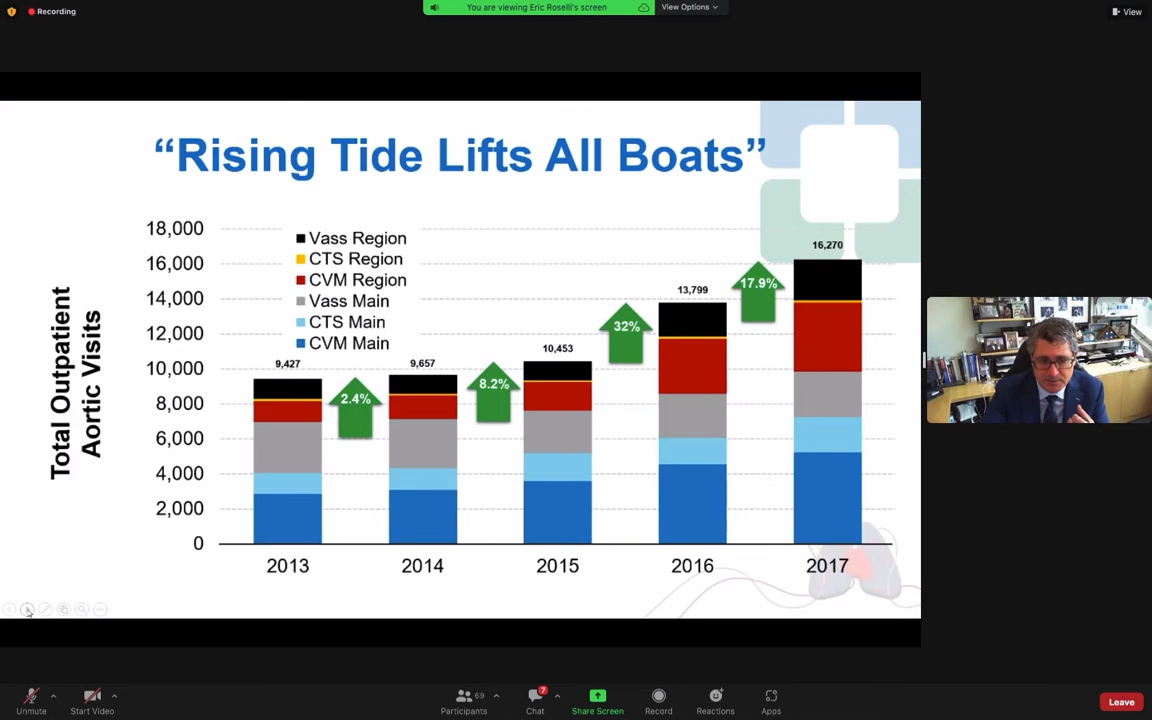 Recording
You are viewing Eric Roselli's screen
View Options
View
“Rising Tide Lifts All Boats”
Total Outpatient
Aortic Visits
18,000
16,000
14,000
12,000
10,000
8,000
6,000
4,000
2,000
0
Vass Region
CTS Region
CVM Region
Vass Main
CTS Main
CVM Main
9,427
9,657
10,453
13,799
16,270
2.4%
8.2%
32%
17.9%
2013
2014
2015
2016
2017
Unmute
Start Video
69
Participants
7
Chat
Share Screen
Record
Reactions
Apps
Leave